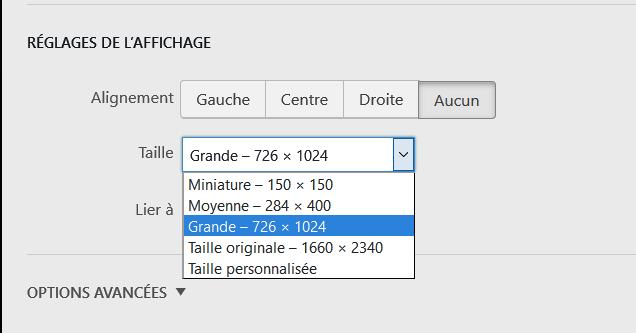 RÉGLAGES DE L’AFFICHAGE
Alignement Gauche Centre Droite Aucun
Taille Grande – 726 × 1024
Miniature – 150 × 150
Moyenne – 284 × 400
Lier à
Grande – 726 × 1024
Taille originale – 1660 × 2340
Taille personnalisée
OPTIONS AVANCÉES